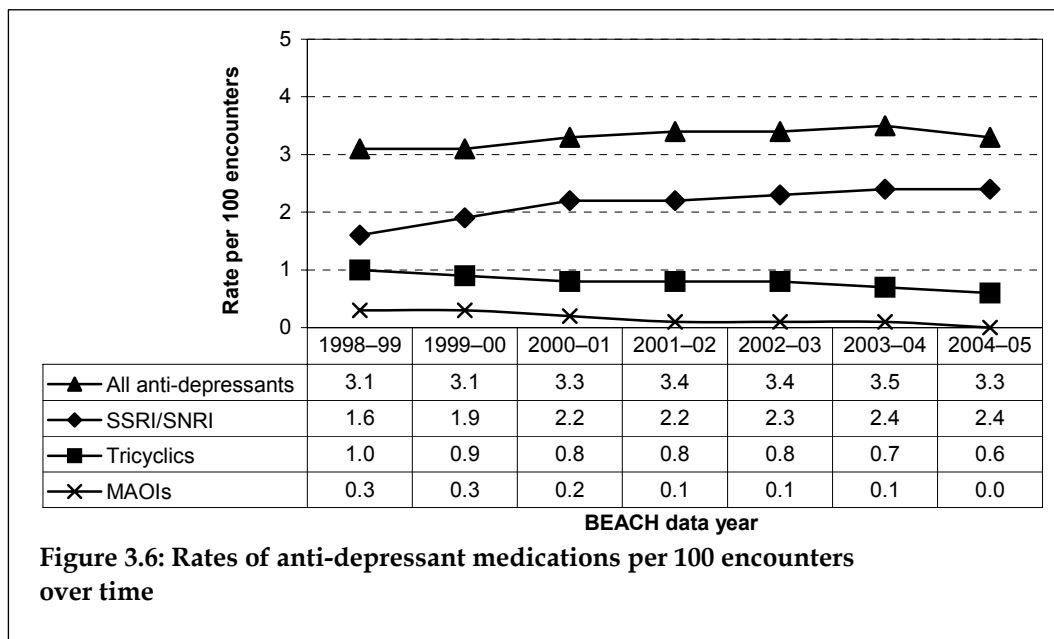 5
4
3
2
1
0
Rate per 100 encounters
1998–99 1999–00 2000–01 2001–02 2002–03 2003–04 2004–05
All anti-depressants 3.1 3.1 3.3 3.4 3.4 3.5 3.3
SSRI/SNRI 1.6 1.9 2.2 2.2 2.3 2.4 2.4
Tricyclics 1.0 0.9 0.8 0.8 0.8 0.7 0.6
MAOIs 0.3 0.3 0.2 0.1 0.1 0.1 0.0
BEACH data year
Figure 3.6: Rates of anti-depressant medications per 100 encounters
over time